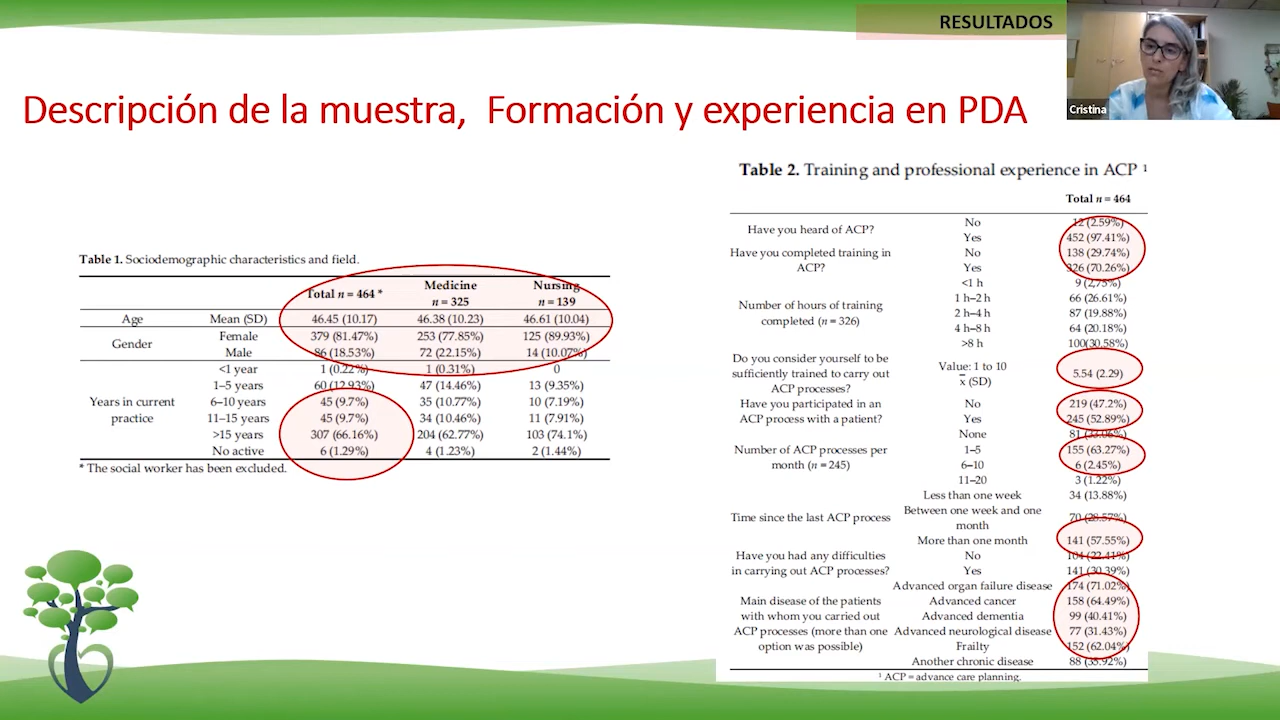 RESULTADOS
Cristina
Descripción de la muestra, Formación y experiencia en PDA
Table 1. Sociodemographic characteristics and field.
Total n = 464 * Medicine n = 325 Nursing n = 139
Age Mean (SD) 46.45 (10.17) 46.38 (10.23) 46.61 (10.04)
Gender Female 379 (81.47%) 253 (77.85%) 125 (89.93%)
Male 86 (18.53%) 72 (22.15%) 14 (10.07%)
Years in current practice <1 year 1 (0.22%) 1 (0.31%) 0
1–5 years 60 (12.93%) 47 (14.46%) 13 (9.35%)
6–10 years 45 (9.7%) 35 (10.77%) 10 (7.19%)
11–15 years 45 (9.7%) 34 (10.46%) 11 (7.91%)
>15 years 307 (66.16%) 204 (62.77%) 103 (74.1%)
No active 6 (1.29%) 4 (1.23%) 2 (1.44%)
* The social worker has been excluded.
Table 2. Training and professional experience in ACP ¹
Total n = 464
Have you heard of ACP? No 12 (2.59%)
Yes 452 (97.41%)
Have you completed training in ACP? No 138 (29.74%)
Yes 326 (70.26%)
Number of hours of training completed (n = 326) <1 h 9 (2,75%)
1 h–2 h 66 (26.61%)
2 h–4 h 87 (19.88%)
4 h–8 h 64 (20.18%)
>8 h 100(30.58%)
Do you consider yourself to be sufficiently trained to carry out ACP processes? Value: 1 to 10 x̄ (SD) 5.54 (2.29)
Have you participated in an ACP process with a patient? No 219 (47.2%)
Yes 245 (52.89%)
Number of ACP processes per month (n = 245) None 81 (33.06%)
1–5 155 (63.27%)
6–10 6 (2.45%)
11–20 3 (1.22%)
Time since the last ACP process Less than one week 34 (13.88%)
Between one week and one month 70 (28.57%)
More than one month 141 (57.55%)
Have you had any difficulties in carrying out ACP processes? No 104 (22.41%)
Yes 141 (30.39%)
Main disease of the patients with whom you carried out ACP processes (more than one option was possible) Advanced organ failure disease 174 (71.02%)
Advanced cancer 158 (64.49%)
Advanced dementia 99 (40.41%)
Advanced neurological disease 77 (31.43%)
Frailty 152 (62.04%)
Another chronic disease 88 (35.92%)
¹ ACP = advance care planning.